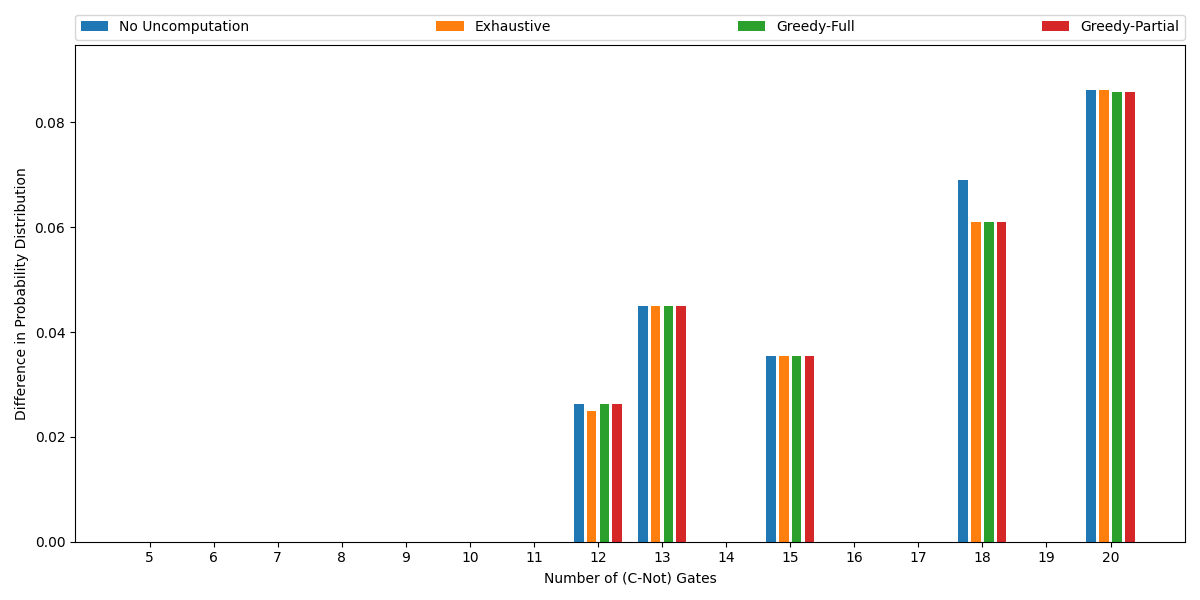 No Uncomputation Exhaustive Greedy-Full Greedy-Partial
Difference in Probability Distribution
0.08
0.06
0.04
0.02
0.00
5 6 7 8 9 10 11 12 13 14 15 16 17 18 19 20
Number of (C-Not) Gates